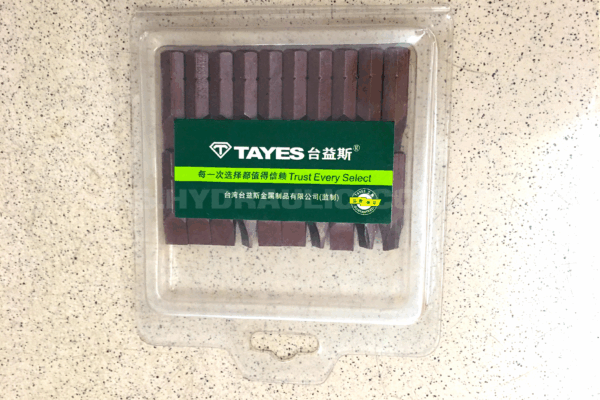 TAYES 台益斯®
每一次选择都值得信赖 Trust Every Select
台湾台益斯金属制品有限公司(监制)
HYDRAULIC